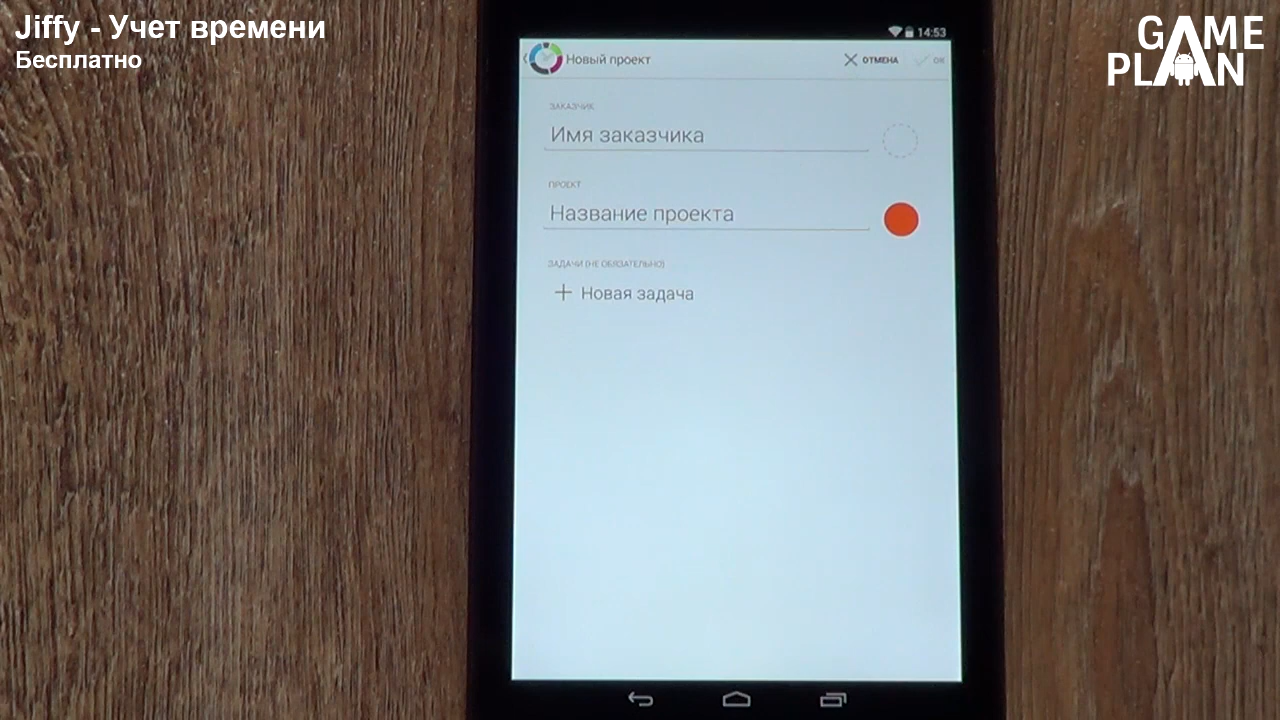 Jiffy - Учет времени
Бесплатно
GAME
PLAN
14:53
Новый проект
ОТМЕНА
ОК
ЗАКАЗЧИК
Имя заказчика
ПРОЕКТ
Название проекта
ЗАДАЧИ (НЕ ОБЯЗАТЕЛЬНО)
+ Новая задача